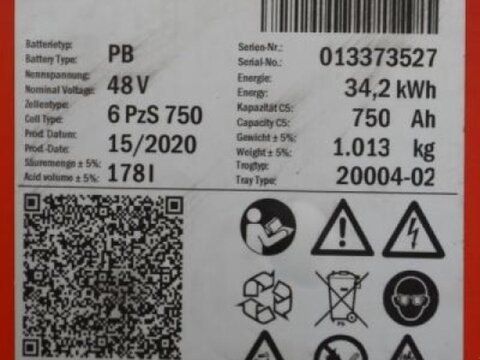 Batterietyp:
Battery Type: PB
Nennspannung:
Nominal Voltage: 48 V
Zellentype:
Cell Type: 6 PzS 750
Prod Datum:
Prod.-Date: 15/2020
Säuremenge ± 5%:
Acid volume ± 5%: 178 l
Serien-Nr.:
Serial-No.: 013373527
Energie:
Energy: 34,2 kWh
Kapazität C5:
Capacity C5: 750 Ah
Gewicht ± 5%:
Weight ± 5%: 1.013 kg
Trogtyp:
Tray Type: 20004-02
Pb